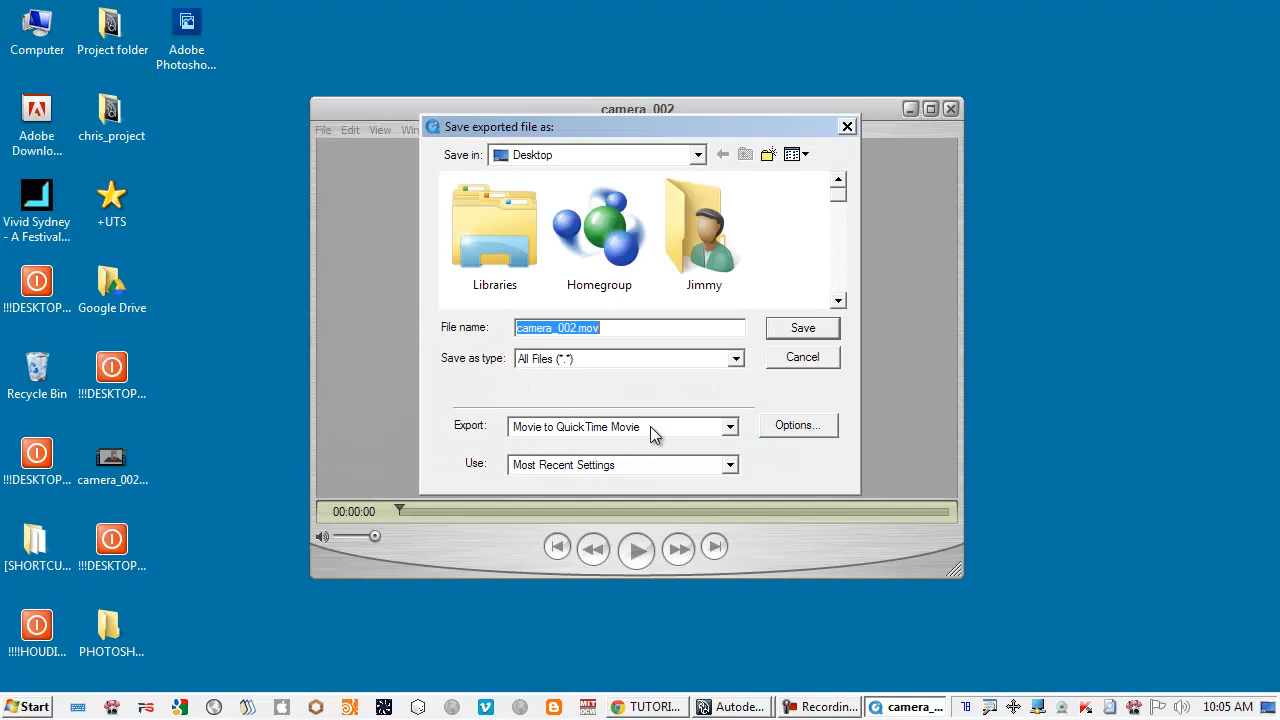 Computer
Project folder
Adobe
Photosho...
Adobe
Downlo...
chris_project
Vivid Sydney
- A Festival...
+UTS
!!!DESKTOP...
Google Drive
Recycle Bin
!!!DESKTOP...
!!!DESKTOP...
camera_002...
[SHORTCU...
!!!DESKTOP...
!!!!HOUDI...
PHOTOSH...
camera_002
File Edit View Win
Save exported file as:
Save in: Desktop
Libraries
Homegroup
Jimmy
File name: camera_002.mov Save
Save as type: All Files (*.*) Cancel
Export: Movie to QuickTime Movie Options...
Use: Most Recent Settings
00:00:00
Start
MIT
TUTORI...
Autode...
Recordin...
camera_...
10:05 AM